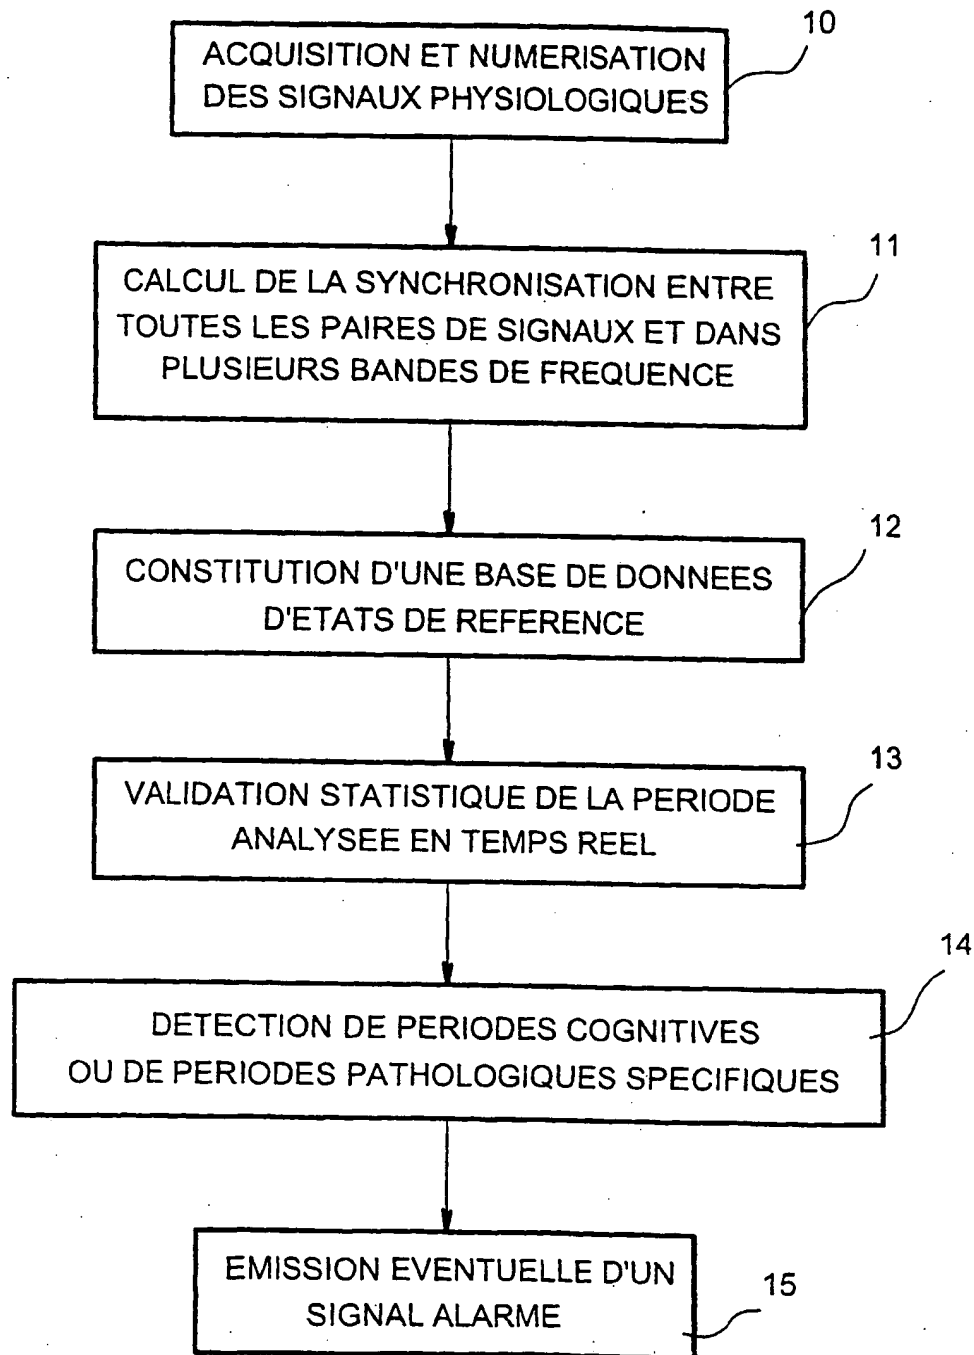 10
ACQUISITION ET NUMERISATION
DES SIGNAUX PHYSIOLOGIQUES
11
CALCUL DE LA SYNCHRONISATION ENTRE
TOUTES LES PAIRES DE SIGNAUX ET DANS
PLUSIEURS BANDES DE FREQUENCE
12
CONSTITUTION D'UNE BASE DE DONNEES
D'ETATS DE REFERENCE
13
VALIDATION STATISTIQUE DE LA PERIODE
ANALYSEE EN TEMPS REEL
14
DETECTION DE PERIODES COGNITIVES
OU DE PERIODES PATHOLOGIQUES SPECIFIQUES
EMISSION EVENTUELLE D'UN
SIGNAL ALARME
15